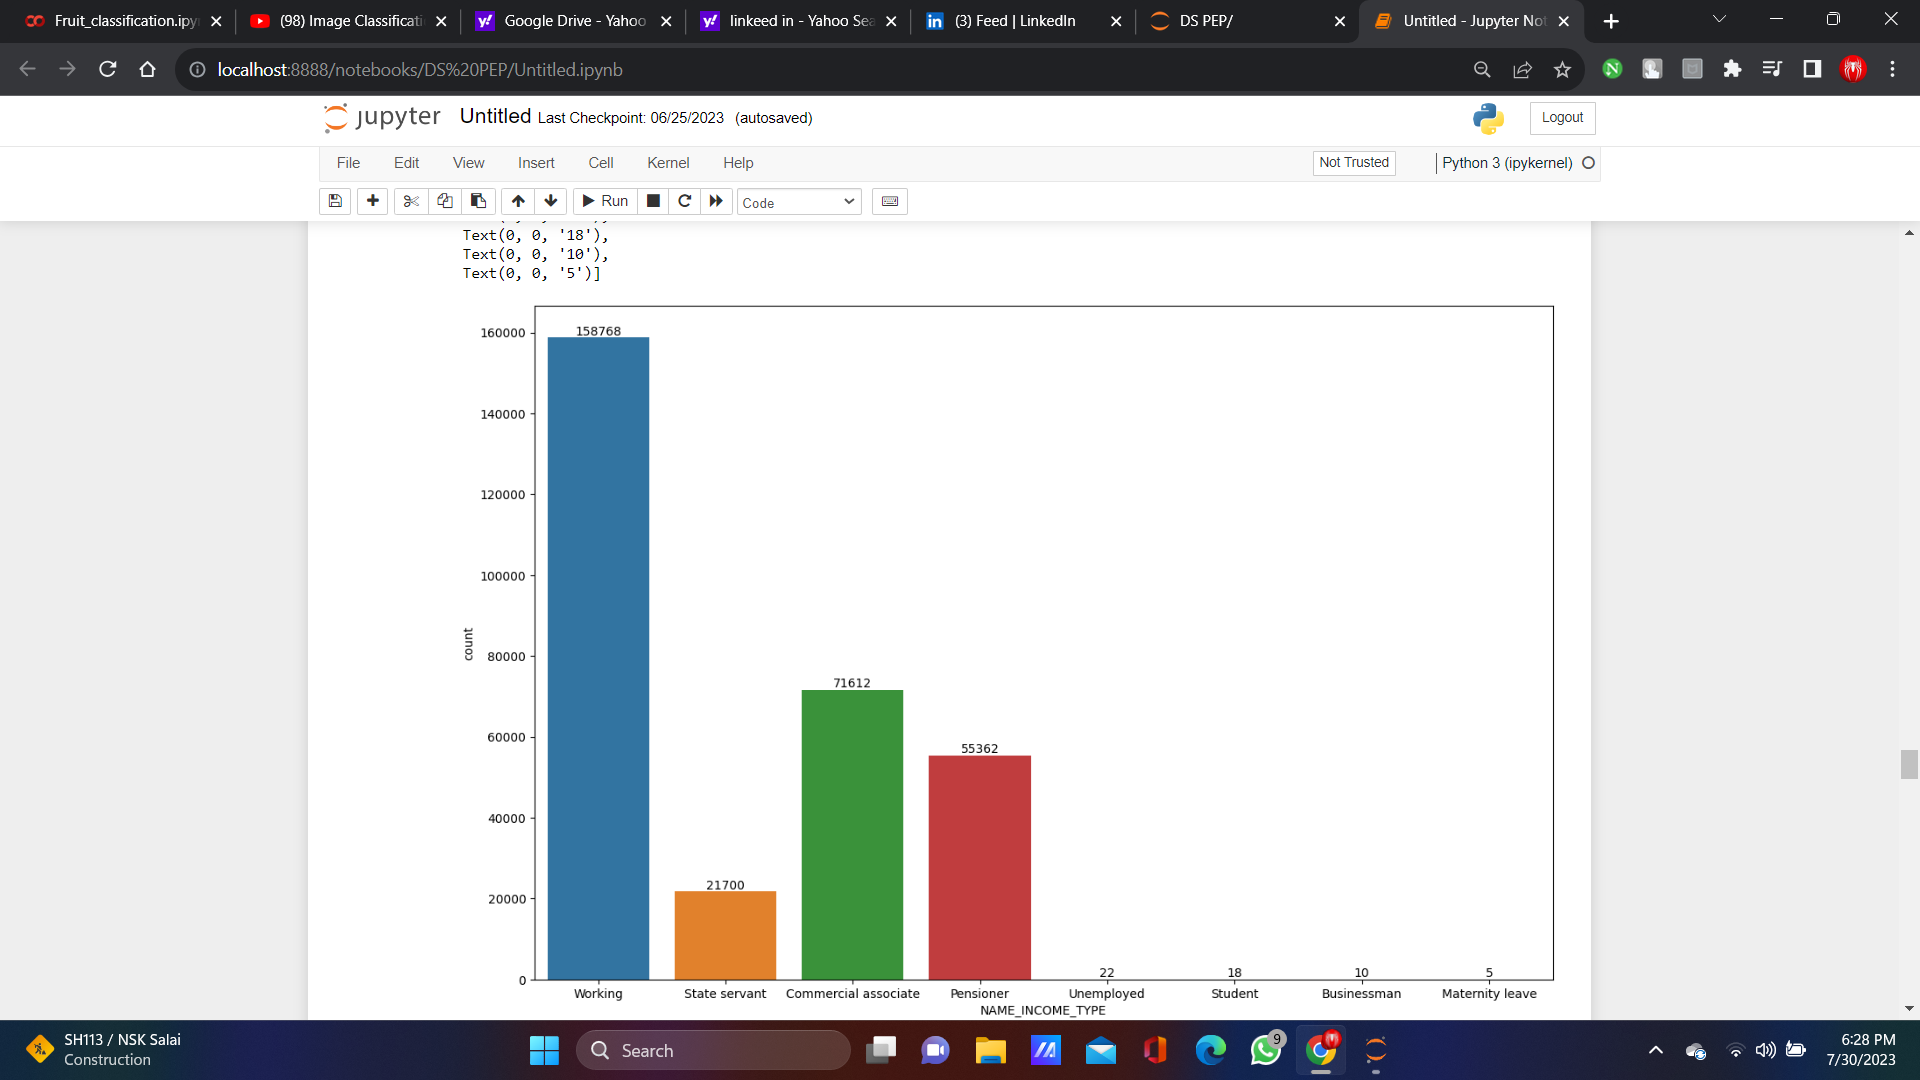 Fruit_classification.ipy
(98) Image Classificati
Google Drive - Yahoo
linkeed in - Yahoo Sea
(3) Feed | LinkedIn
DS PEP/
Untitled - Jupyter Not
localhost:8888/notebooks/DS%20PEP/Untitled.ipynb
jupyter Untitled Last Checkpoint: 06/25/2023 (autosaved)
Logout
File Edit View Insert Cell Kernel Help
Not Trusted
Python 3 (ipykernel)
Run
Code
Text(0, 0, '18'),
Text(0, 0, '10'),
Text(0, 0, '5')]
160000
140000
120000
100000
80000
60000
40000
20000
0
count
158768
21700
71612
55362
22
18
10
5
Working
State servant
Commercial associate
Pensioner
Unemployed
Student
Businessman
Maternity leave
NAME_INCOME_TYPE
SH113 / NSK Salai
Construction
Search
9
6:28 PM
7/30/2023